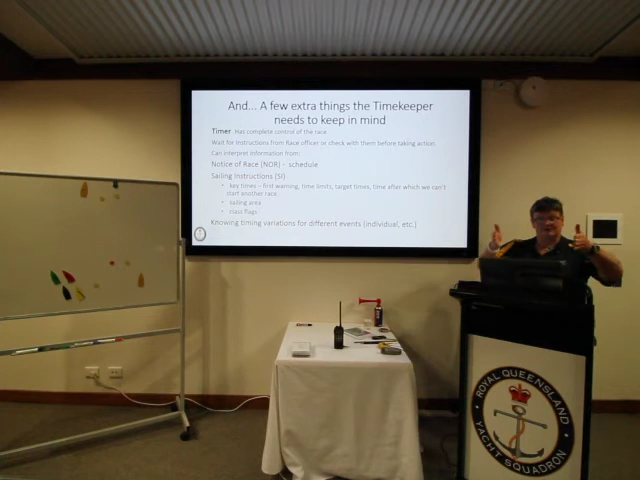 And... A few extra things the Timekeeper
needs to keep in mind
Timer: Has complete control of the race
Wait for Instructions from Race officer or check with them before taking action
Can interpret information from:
Notice of Race (NOR) – schedule
Sailing Instructions (SI)
• key times – first warning, time limits, target times, time after which we can't
start another race
• sailing area
• class flags
Knowing timing variations for different events (individual, etc.)
ROYAL QUEENSLAND
YACHT SQUADRON